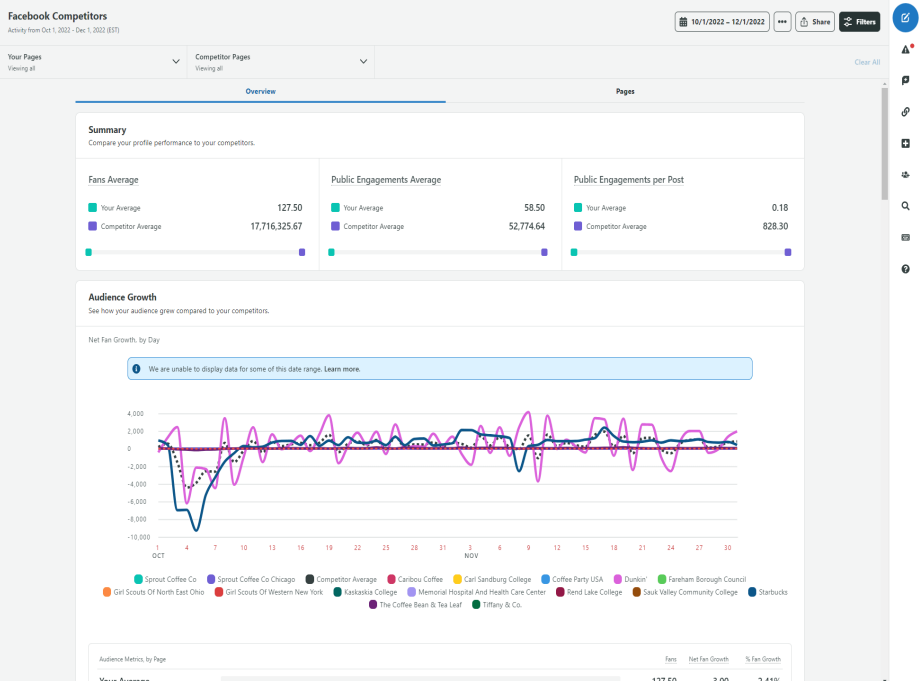 Facebook Competitors
Activity from Oct 1, 2022 - Dec 1, 2022 (EST)
10/1/2022 – 12/1/2022
Share
Filters
Your Pages
Viewing all
Competitor Pages
Viewing all
Clear All
Overview
Pages
Summary
Compare your profile performance to your competitors.
Fans Average
Your Average 127.50
Competitor Average 17,716,325.67
Public Engagements Average
Your Average 58.50
Competitor Average 52,774.64
Public Engagements per Post
Your Average 0.18
Competitor Average 828.30
Audience Growth
See how your audience grew compared to your competitors.
Net Fan Growth, by Day
We are unable to display data for some of this date range. Learn more.
4,000
2,000
0
-2,000
-4,000
-6,000
-8,000
-10,000
1 4 7 10 13 16 19 22 25 28 31 3 6 9 12 15 18 21 24 27 30
OCT NOV
Sprout Coffee Co Sprout Coffee Co Chicago Competitor Average Caribou Coffee Carl Sandburg College Coffee Party USA Dunkin' Fareham Borough Council
Girl Scouts Of North East Ohio Girl Scouts Of Western New York Kaskaskia College Memorial Hospital And Health Care Center Rend Lake College Sauk Valley Community College Starbucks
The Coffee Bean & Tea Leaf Tiffany & Co.
Audience Metrics, by Page Fans Net Fan Growth % Fan Growth
Your Average 127.50 3.00 2.41%